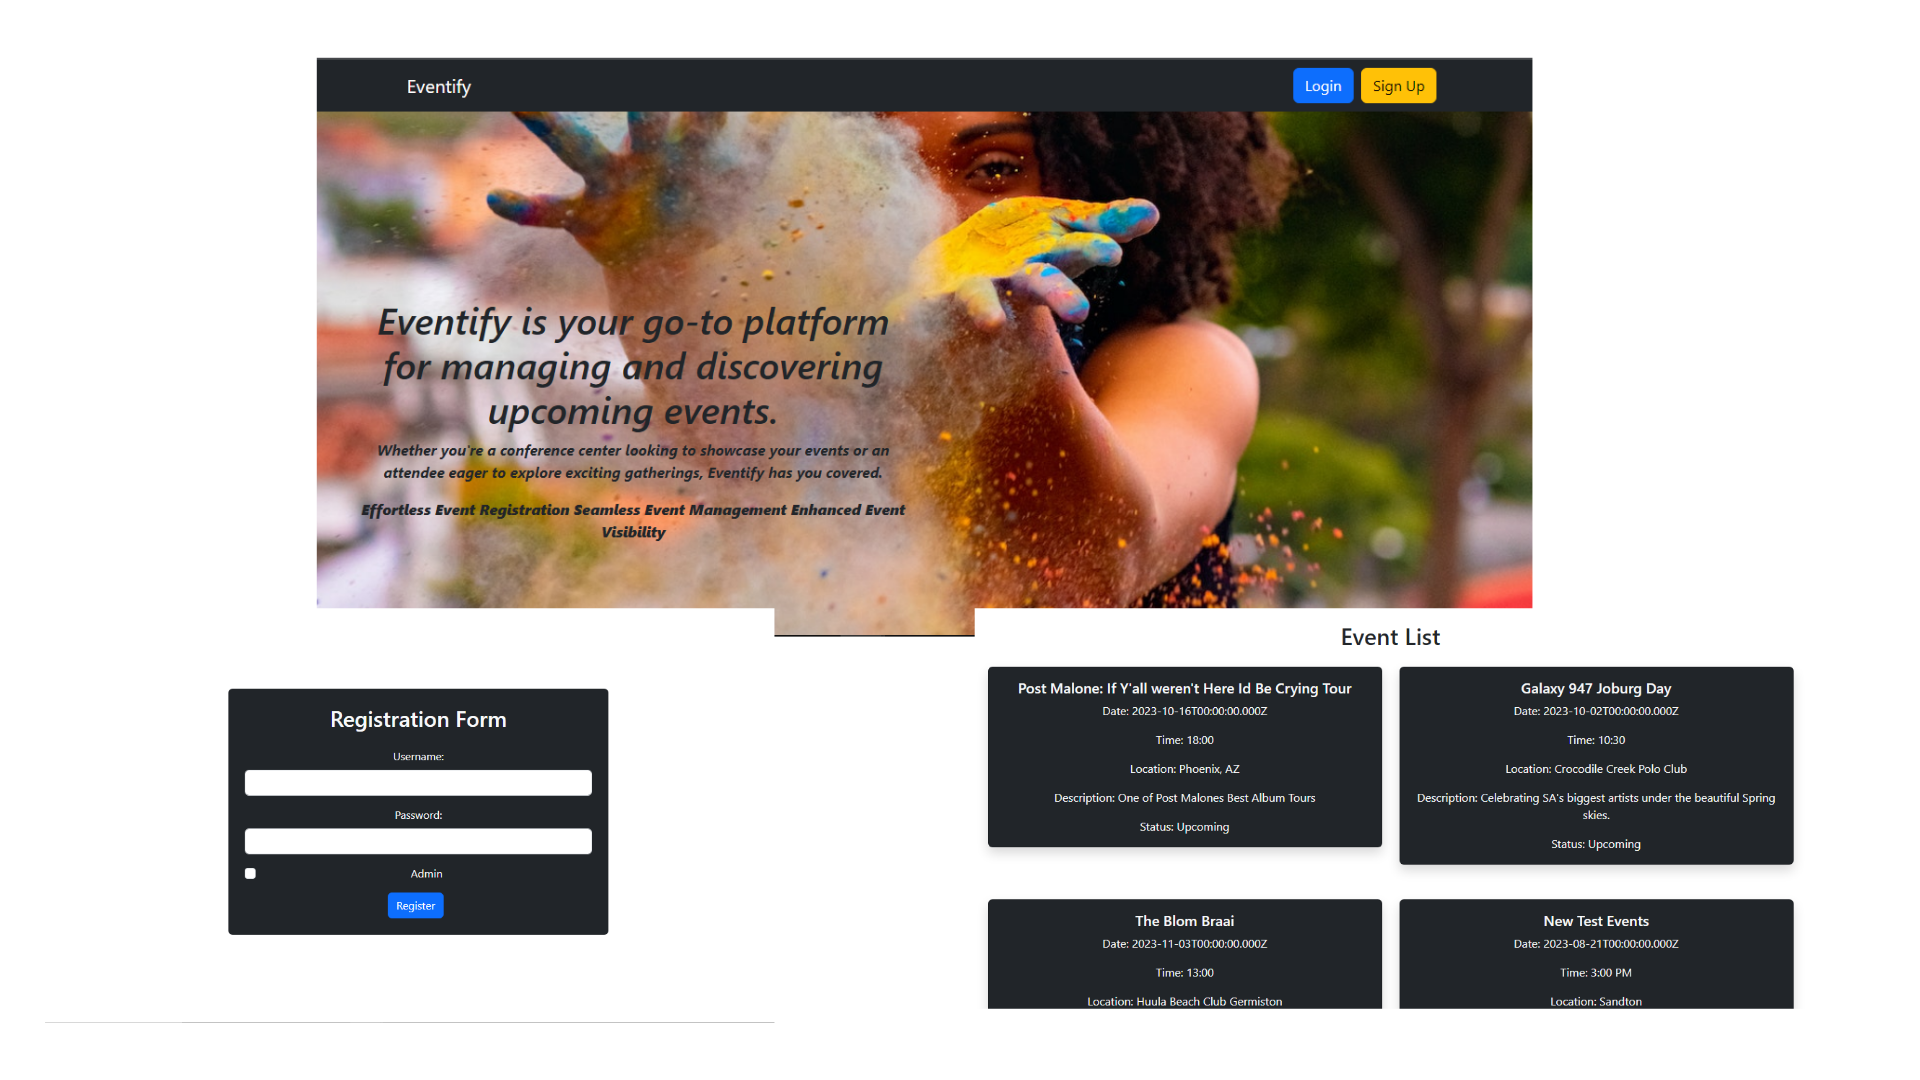 Eventify
Login
Sign Up
Eventify is your go-to platform
for managing and discovering
upcoming events.
Whether you're a conference center looking to showcase your events or an
attendee eager to explore exciting gatherings, Eventify has you covered.
Effortless Event Registration Seamless Event Management Enhanced Event
Visibility
Registration Form
Username:
Password:
Admin
Register
Event List
Post Malone: If Y'all weren't Here Id Be Crying Tour
Date: 2023-10-16T00:00:00.000Z
Time: 18:00
Location: Phoenix, AZ
Description: One of Post Malones Best Album Tours
Status: Upcoming
Galaxy 947 Joburg Day
Date: 2023-10-02T00:00:00.000Z
Time: 10:30
Location: Crocodile Creek Polo Club
Description: Celebrating SA's biggest artists under the beautiful Spring
skies.
Status: Upcoming
The Blom Braai
Date: 2023-11-03T00:00:00.000Z
Time: 13:00
Location: Huula Beach Club Germiston
New Test Events
Date: 2023-08-21T00:00:00.000Z
Time: 3:00 PM
Location: Sandton